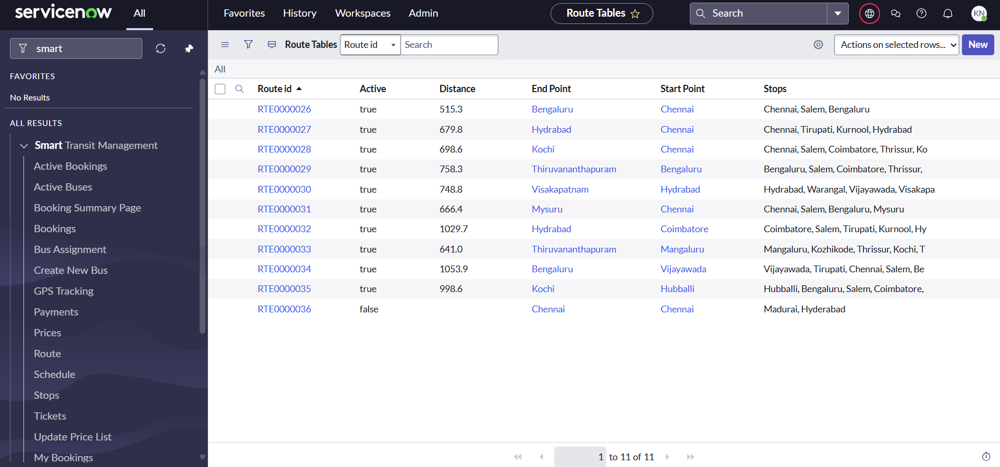 servicenow
All
Favorites
History
Workspaces
Admin
Route Tables
Search
KN
smart
FAVORITES
No Results
ALL RESULTS
Smart Transit Management
Active Bookings
Active Buses
Booking Summary Page
Bookings
Bus Assignment
Create New Bus
GPS Tracking
Payments
Prices
Route
Schedule
Stops
Tickets
Update Price List
My Bookings
Route Tables Route id Search Actions on selected rows... New
All
Route id Active Distance End Point Start Point Stops
RTE0000026 true 515.3 Bengaluru Chennai Chennai, Salem, Bengaluru
RTE0000027 true 679.8 Hydrabad Chennai Chennai, Tirupati, Kurnool, Hydrabad
RTE0000028 true 698.6 Kochi Chennai Chennai, Salem, Coimbatore, Thrissur, Ko
RTE0000029 true 758.3 Thiruvananthapuram Bengaluru Bengaluru, Salem, Coimbatore, Thrissur,
RTE0000030 true 748.8 Visakapatnam Hydrabad Hydrabad, Warangal, Vijayawada, Visakapa
RTE0000031 true 666.4 Mysuru Chennai Chennai, Salem, Bengaluru, Mysuru
RTE0000032 true 1029.7 Hydrabad Coimbatore Coimbatore, Salem, Tirupati, Kurnool, Hy
RTE0000033 true 641.0 Thiruvananthapuram Mangaluru Mangaluru, Kozhikode, Thrissur, Kochi, T
RTE0000034 true 1053.9 Bengaluru Vijayawada Vijayawada, Tirupati, Chennai, Salem, Be
RTE0000035 true 998.6 Kochi Hubballi Hubballi, Bengaluru, Salem, Coimbatore,
RTE0000036 false Chennai Chennai Madurai, Hyderabad
1 to 11 of 11